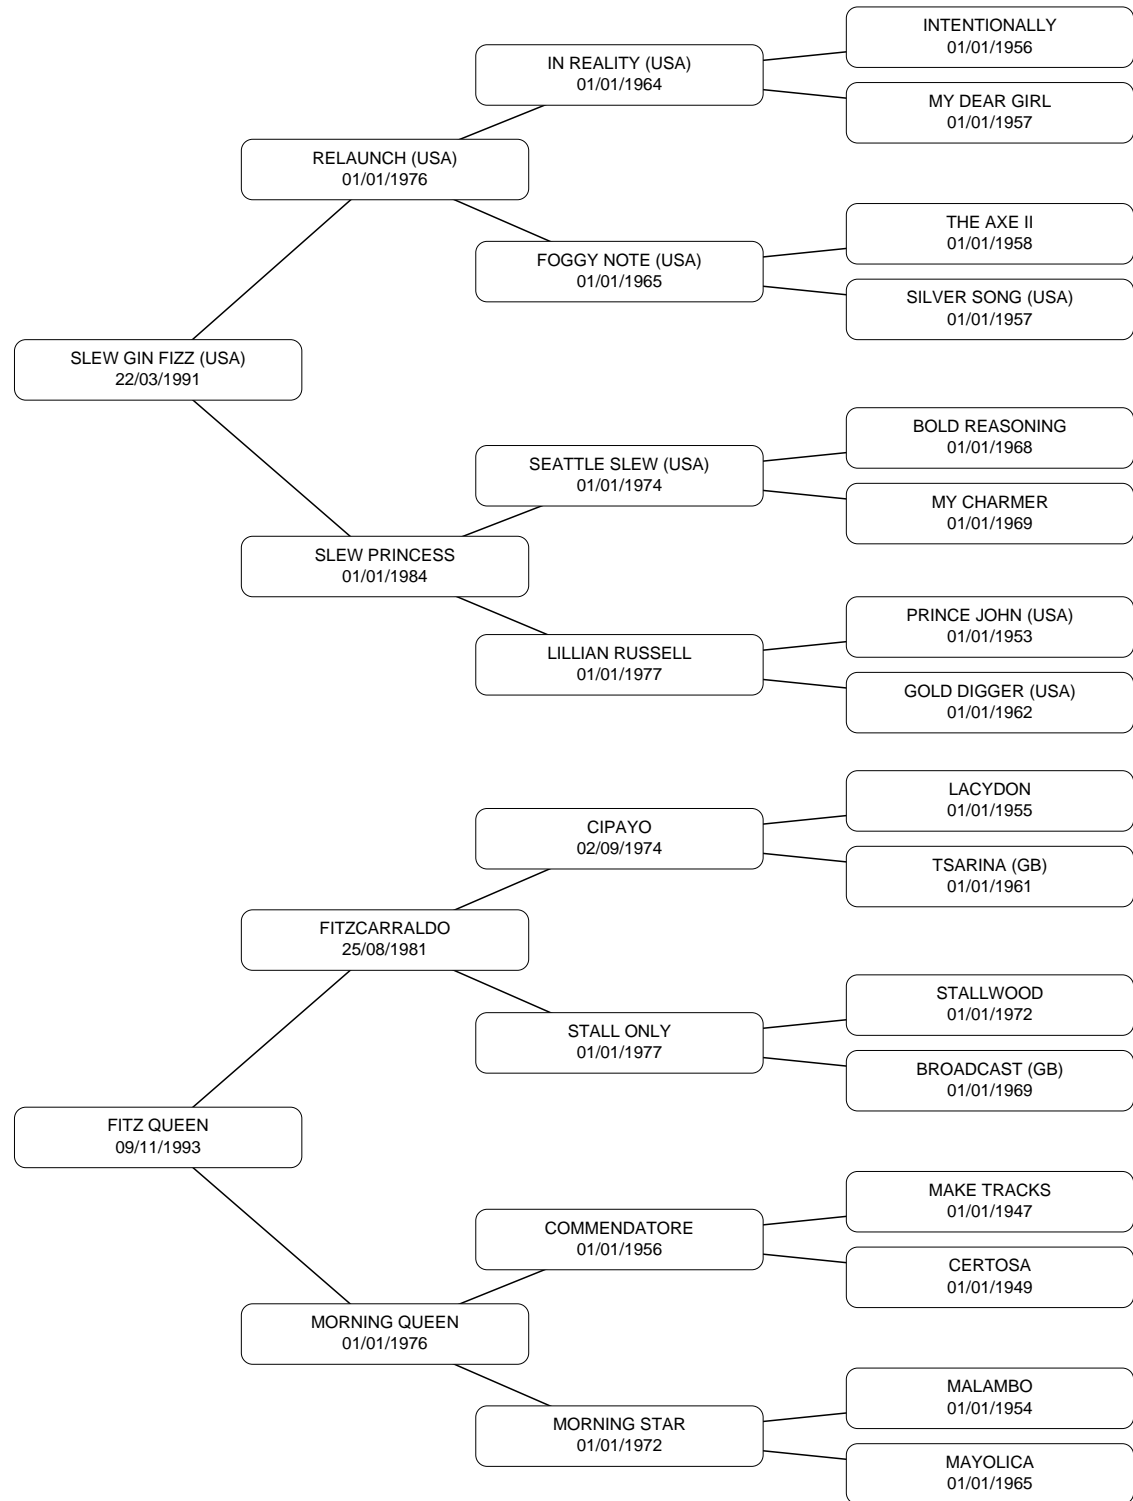 INTENTIONALLY
01/01/1956
IN REALITY (USA)
01/01/1964
MY DEAR GIRL
01/01/1957
RELAUNCH (USA)
01/01/1976
THE AXE II
01/01/1958
FOGGY NOTE (USA)
01/01/1965
SILVER SONG (USA)
01/01/1957
SLEW GIN FIZZ (USA)
22/03/1991
BOLD REASONING
01/01/1968
SEATTLE SLEW (USA)
01/01/1974
MY CHARMER
01/01/1969
SLEW PRINCESS
01/01/1984
PRINCE JOHN (USA)
01/01/1953
LILLIAN RUSSELL
01/01/1977
GOLD DIGGER (USA)
01/01/1962
LACYDON
01/01/1955
CIPAYO
02/09/1974
TSARINA (GB)
01/01/1961
FITZCARRALDO
25/08/1981
STALLWOOD
01/01/1972
STALL ONLY
01/01/1977
BROADCAST (GB)
01/01/1969
FITZ QUEEN
09/11/1993
MAKE TRACKS
01/01/1947
COMMENDATORE
01/01/1956
CERTOSA
01/01/1949
MORNING QUEEN
01/01/1976
MALAMBO
01/01/1954
MORNING STAR
01/01/1972
MAYOLICA
01/01/1965